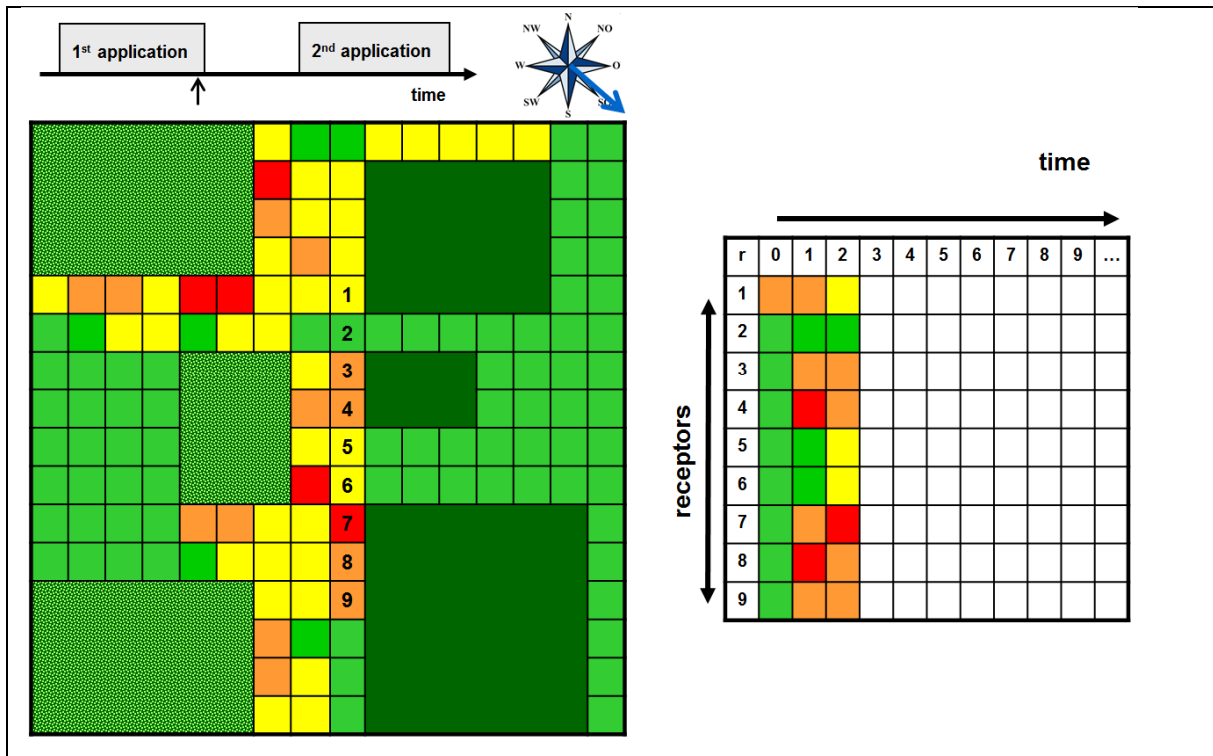 1st application
2nd application
time
N
NW
NO
W
O
SW
SO
S
1
2
3
4
5
6
7
8
9
time
r 0 1 2 3 4 5 6 7 8 9 ...
1
2
3
4
5
6
7
8
9
receptors